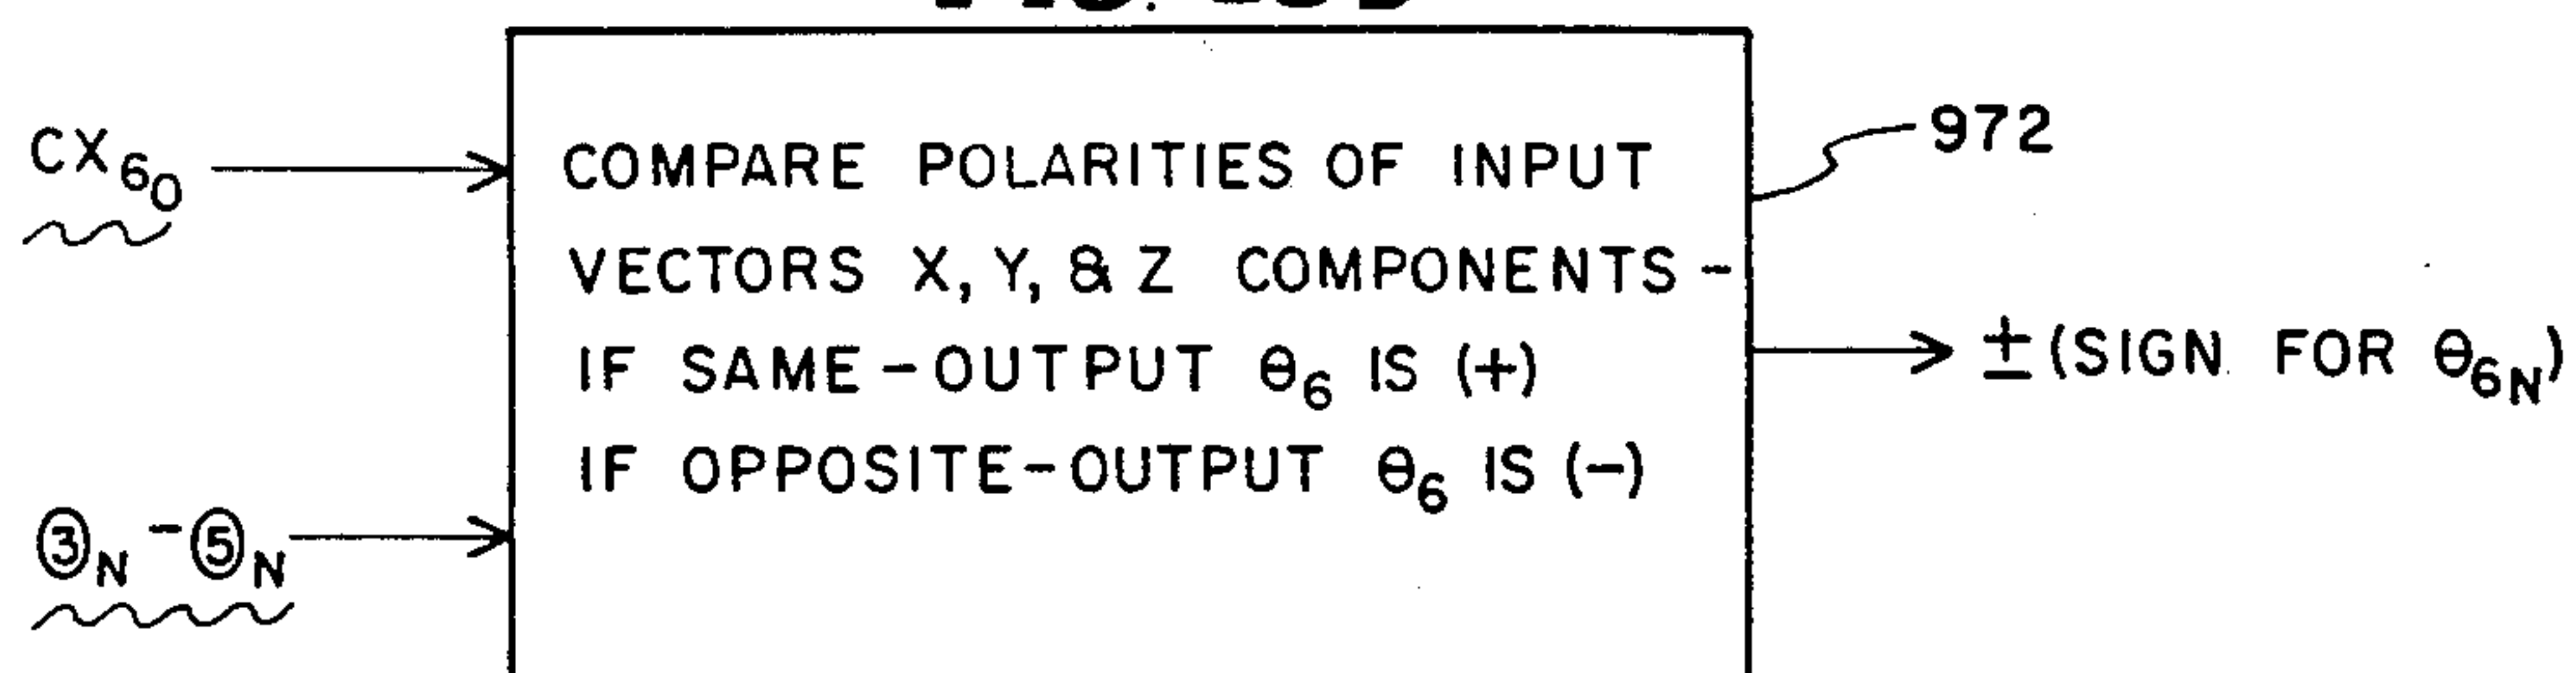 CX₆₀
COMPARE POLARITIES OF INPUT
VECTORS X, Y, & Z COMPONENTS -
IF SAME - OUTPUT θ₆ IS (+)
IF OPPOSITE - OUTPUT θ₆ IS (-)
③N - ⑤N
972
± (SIGN FOR θ6N)